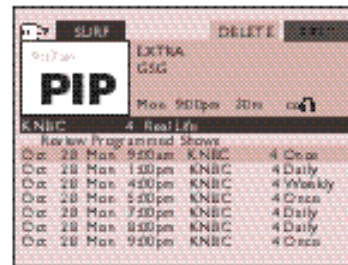 SURF DELETE
EXTRA
GSG
PIP
Mon 9:00pm 30m
KNBC 4 Real Life
Review Programmed Shows
Oct 28 Mon 9:00am KNBC 4 Once
Oct 28 Mon 1:00pm KNBC 4 Daily
Oct 28 Mon 4:00pm KNBC 4 Weekly
Oct 28 Mon 5:00pm KNBC 4 Once
Oct 28 Mon 7:00pm KNBC 4 Daily
Oct 28 Mon 8:00pm KNBC 4 Daily
Oct 28 Mon 9:00pm KNBC 4 Once